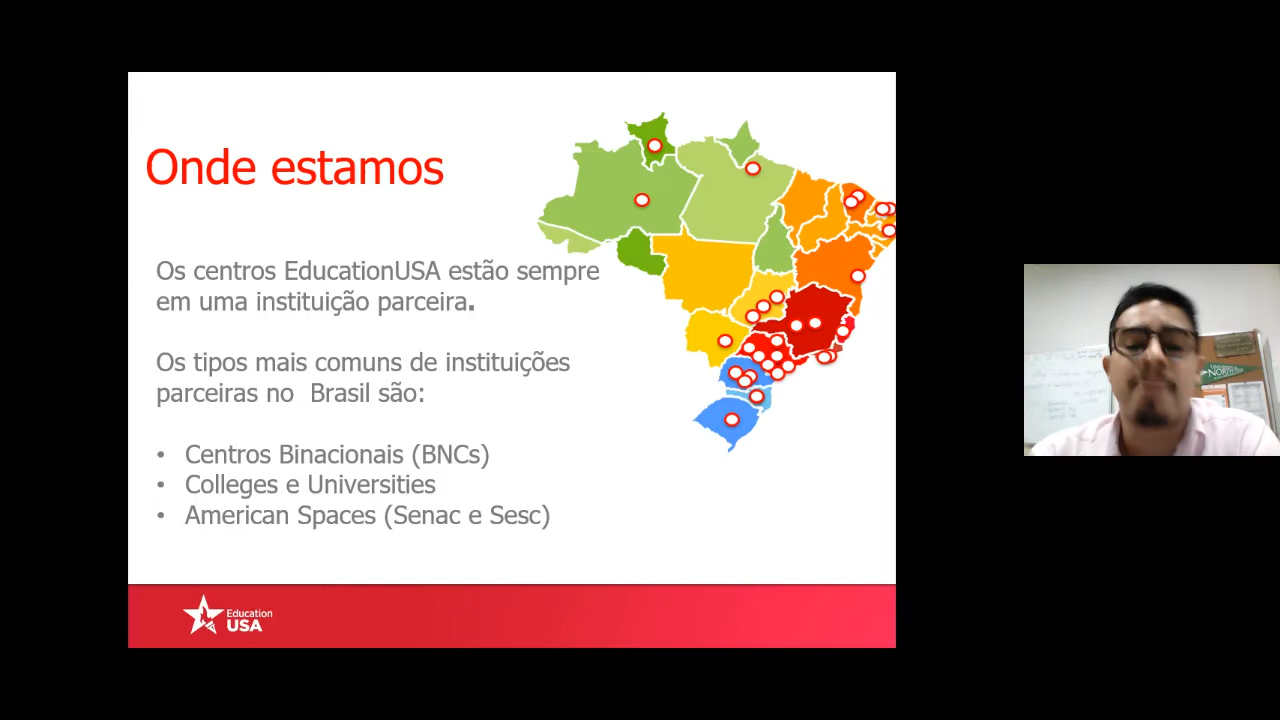 Onde estamos
Os centros EducationUSA estão sempre
em uma instituição parceira.
Os tipos mais comuns de instituições
parceiras no  Brasil são:
• Centros Binacionais (BNCs)
• Colleges e Universities
• American Spaces (Senac e Sesc)
Education
USA